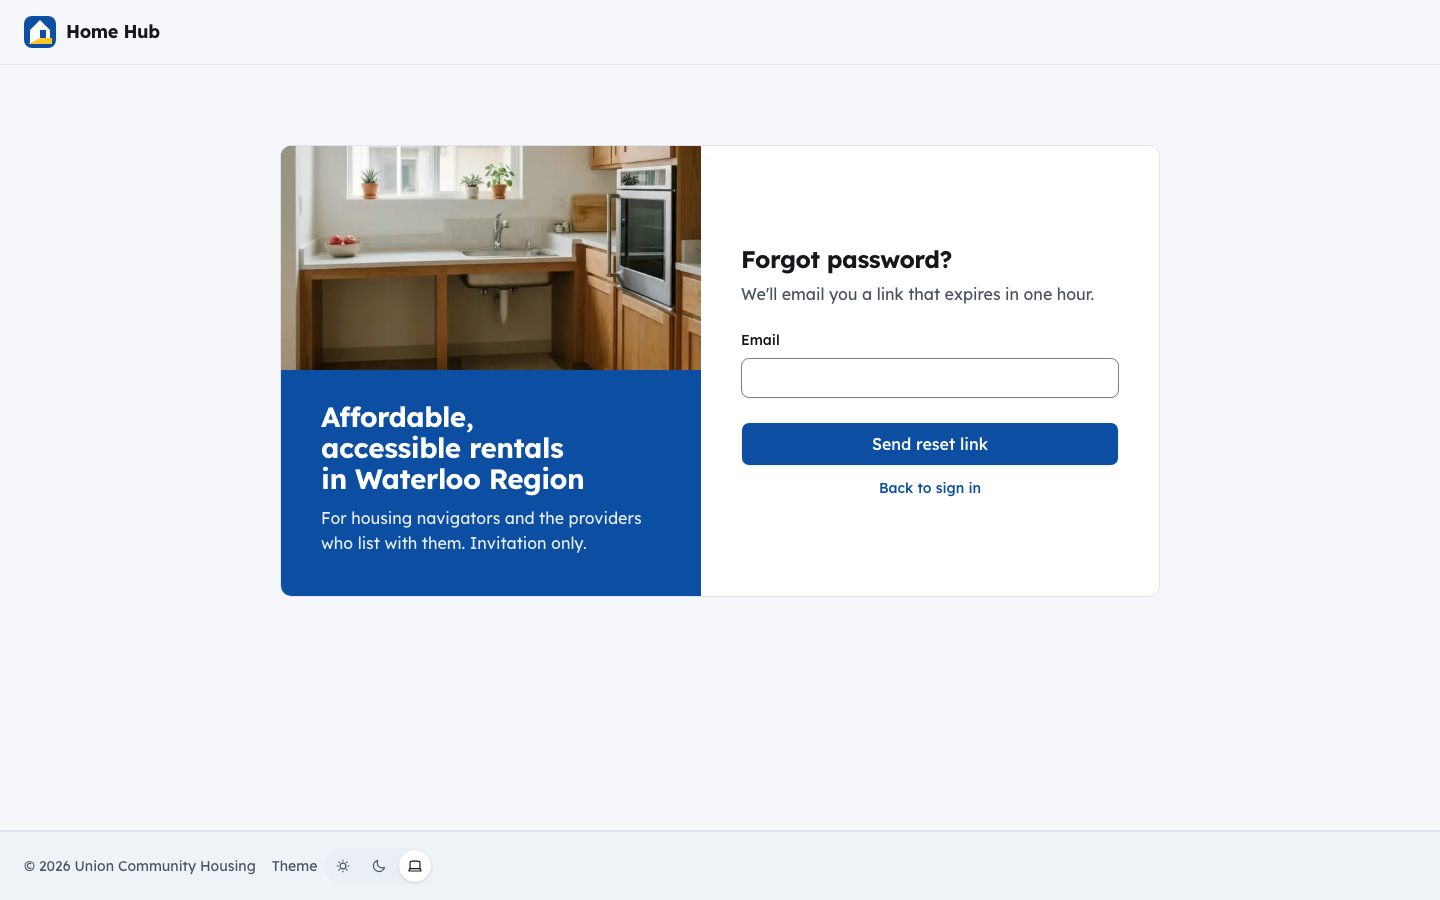 Home Hub
Affordable,
accessible rentals
in Waterloo Region
For housing navigators and the providers
who list with them. Invitation only.
Forgot password?
We'll email you a link that expires in one hour.
Email
Send reset link
Back to sign in
© 2026 Union Community Housing
Theme